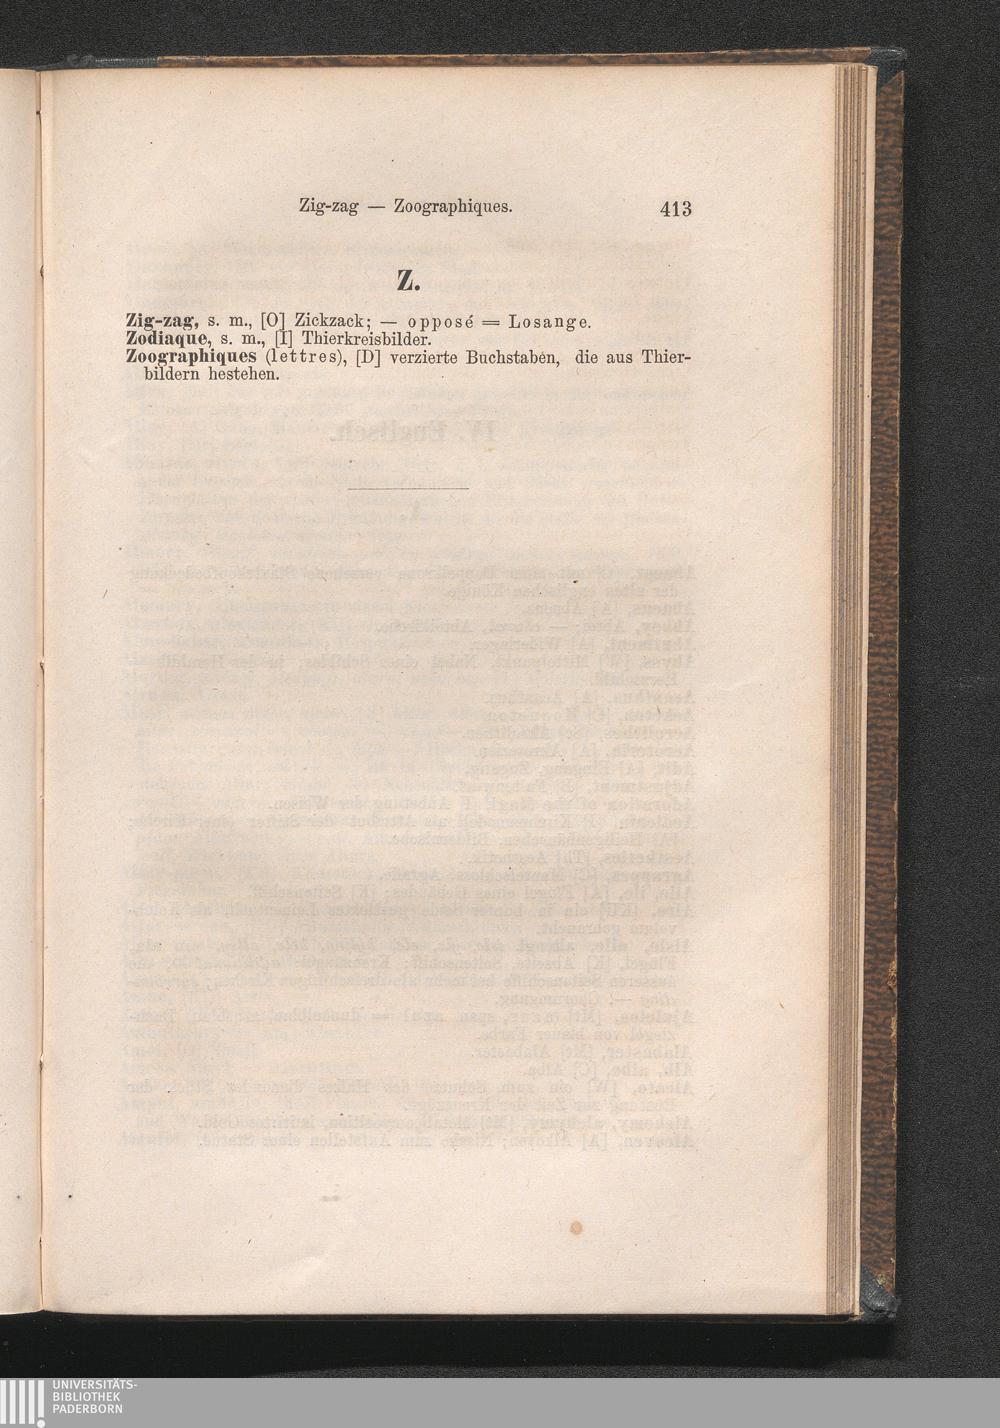 Zig-zag — Zoographiques. 413
Z.
Zig-zag, s. m., [O] Zickzack; — opposé = Losange.
Zodiaque, s. m., [I] Thierkreisbilder.
Zoographiques (lettres), [D] verzierte Buchstaben, die aus Thier-
bildern hestehen.
UNIVERSITÄTS-
BIBLIOTHEK
PADERBORN